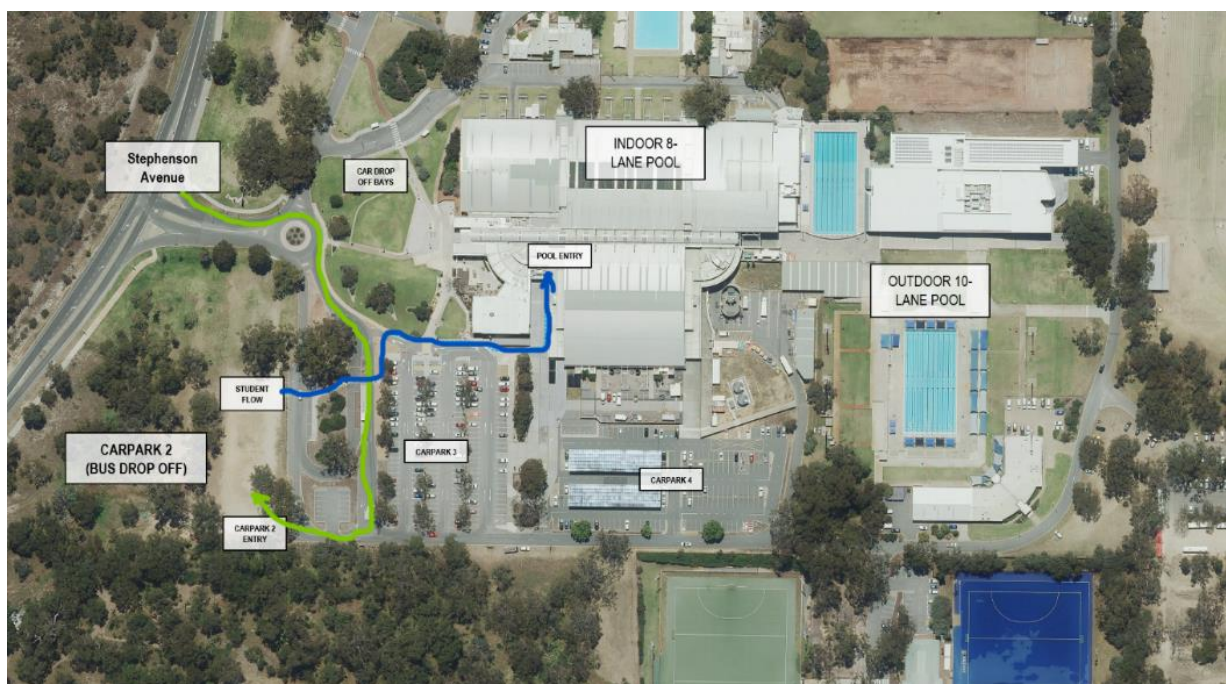 INDOOR 8-
LANE POOL
Stephenson
Avenue
CAR DROP
OFF BAYS
POOL ENTRY
OUTDOOR 10-
LANE POOL
STUDENT
FLOW
CARPARK 2
(BUS DROP OFF)
CARPARK 3
CARPARK 4
CARPARK 2
ENTRY